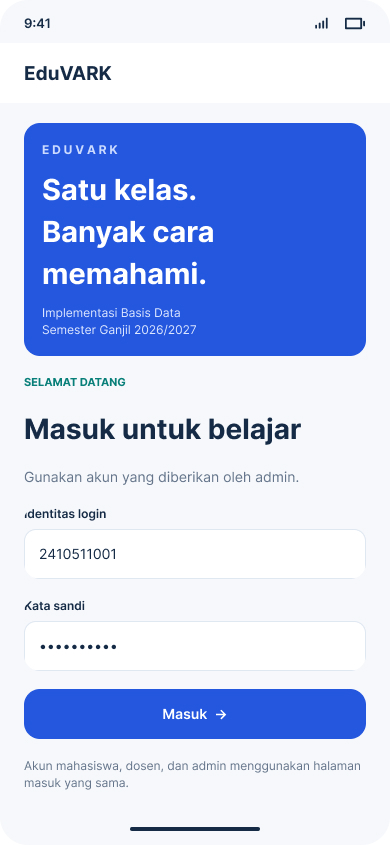 9:41
EduVARK
EDUVARK
Satu kelas.
Banyak cara
memahami.
Implementasi Basis Data
Semester Ganjil 2026/2027
SELAMAT DATANG
Masuk untuk belajar
Gunakan akun yang diberikan oleh admin.
Identitas login
2410511001
Kata sandi
••••••••••
Masuk →
Akun mahasiswa, dosen, dan admin menggunakan halaman
masuk yang sama.